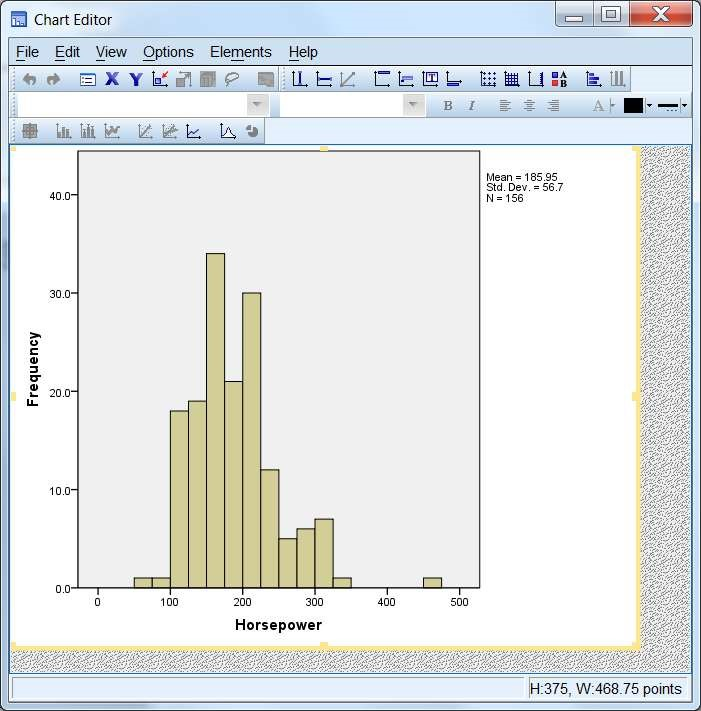 Chart Editor
File Edit View Options Elements Help
X Y
T A B
B I A
Mean = 185.95
Std. Dev. = 56.7
N = 156
40.0
30.0
20.0
10.0
0.0
Frequency
0 100 200 300 400 500
Horsepower
H:375, W:468.75 points